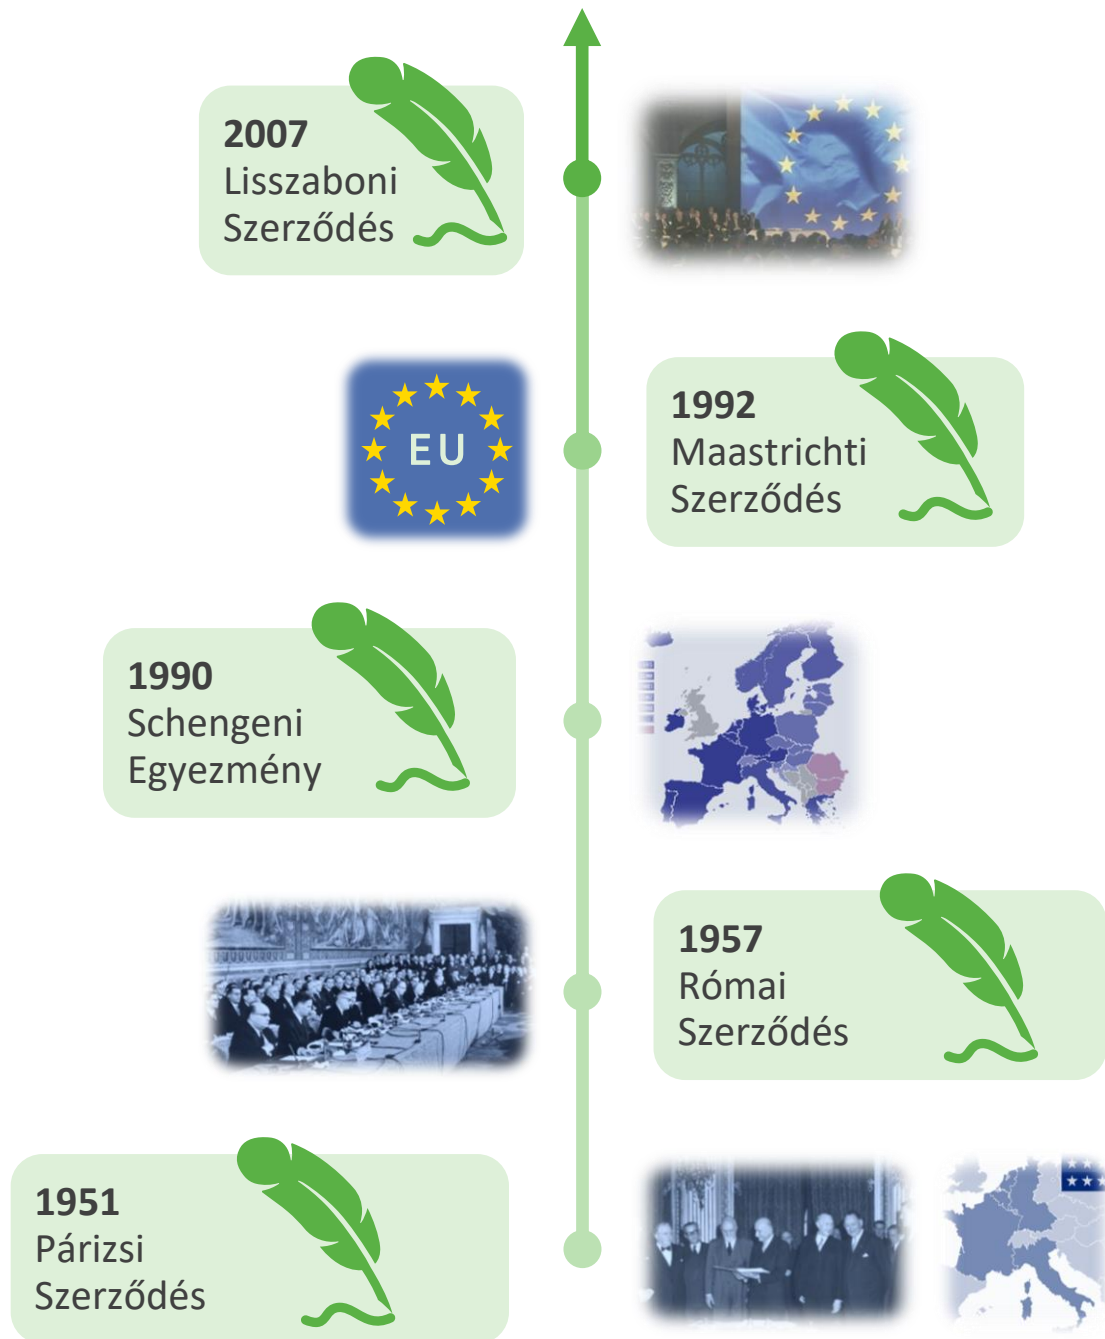 2007
Lisszaboni
Szerződés
EU
1992
Maastrichti
Szerződés
1990
Schengeni
Egyezmény
1957
Római
Szerződés
1951
Párizsi
Szerződés